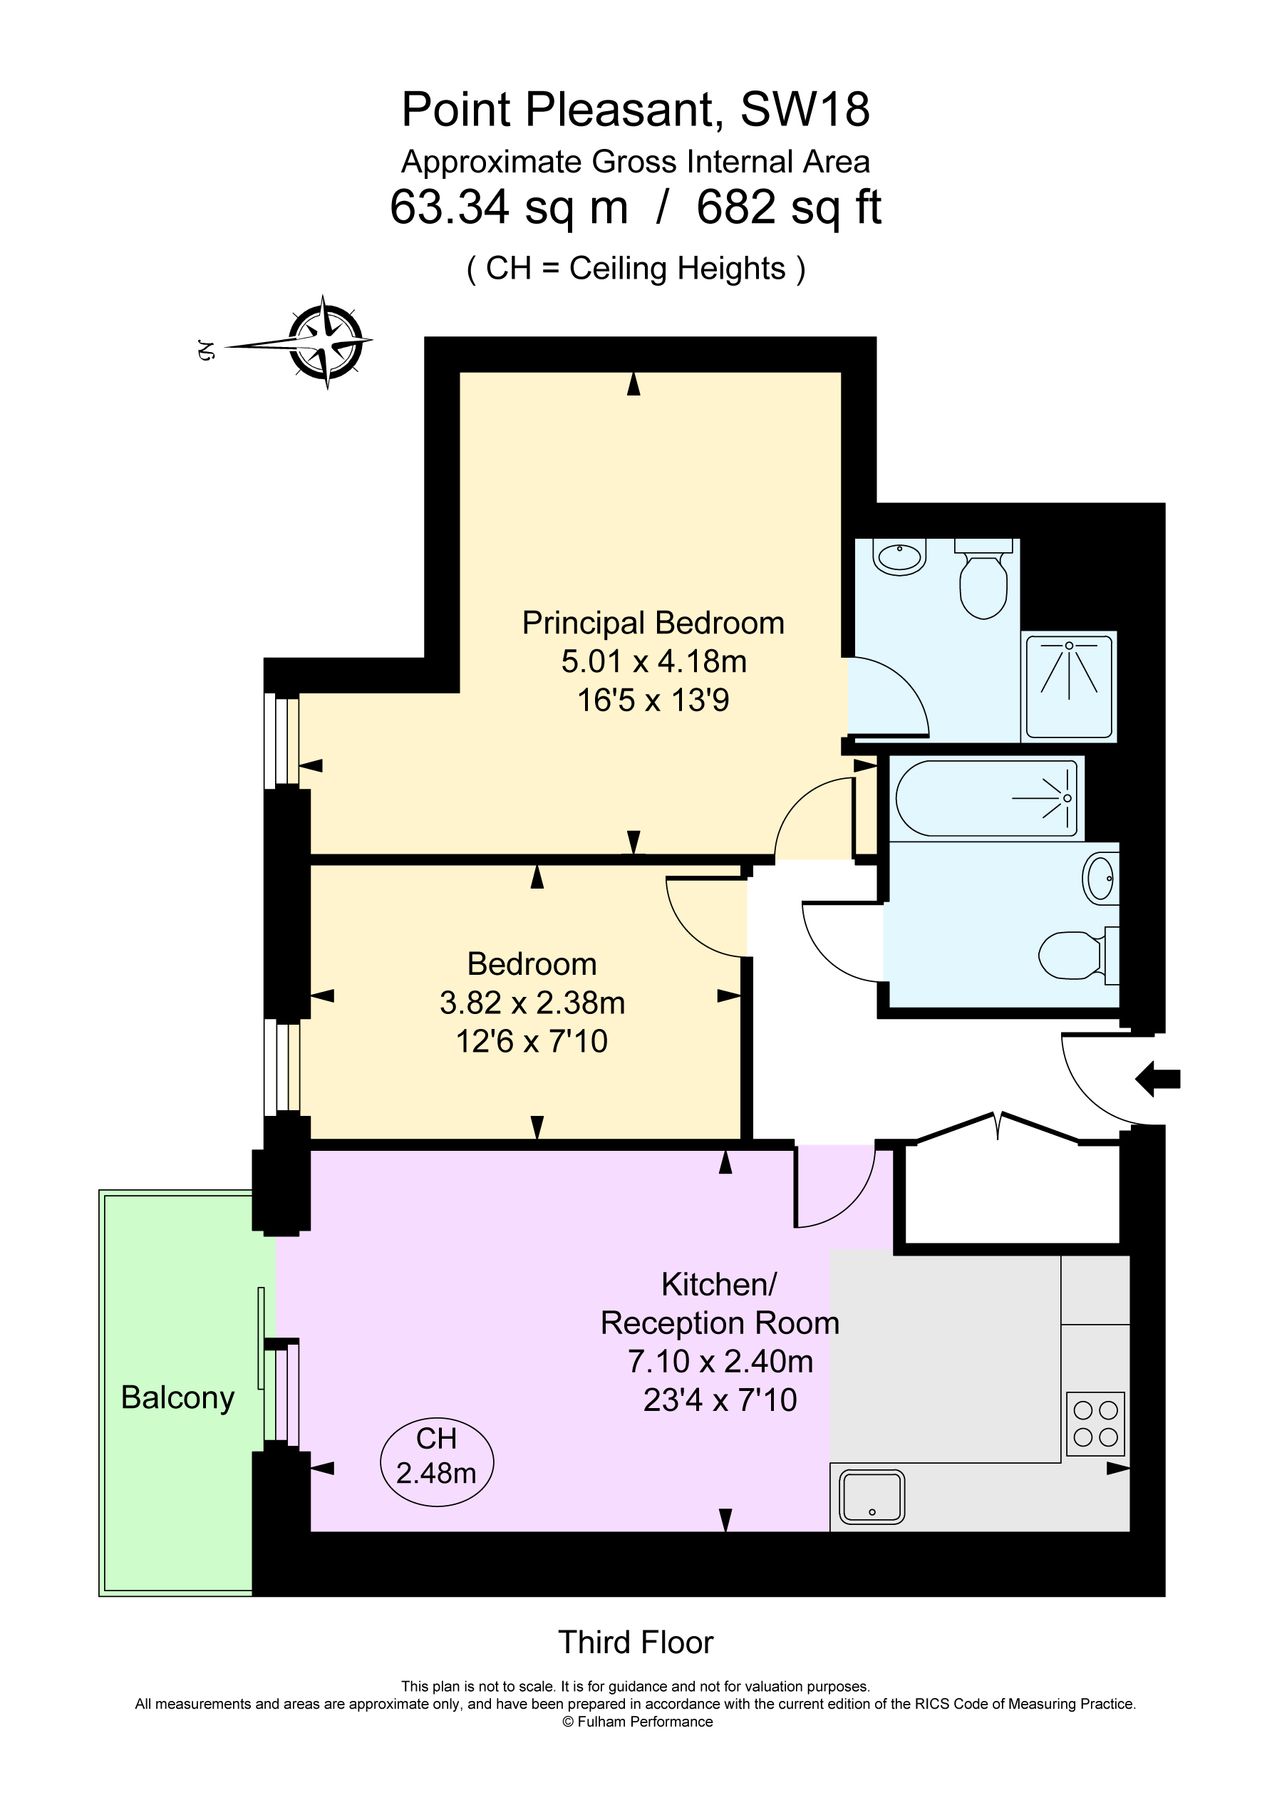 Point Pleasant, SW18
Approximate Gross Internal Area
63.34 sq m / 682 sq ft
( CH = Ceiling Heights )
N
Principal Bedroom
5.01 x 4.18m
16'5 x 13'9
Bedroom
3.82 x 2.38m
12'6 x 7'10
Kitchen/
Reception Room
7.10 x 2.40m
23'4 x 7'10
Balcony
CH
2.48m
Third Floor
This plan is not to scale. It is for guidance and not for valuation purposes.
All measurements and areas are approximate only, and have been prepared in accordance with the current edition of the RICS Code of Measuring Practice.
© Fulham Performance